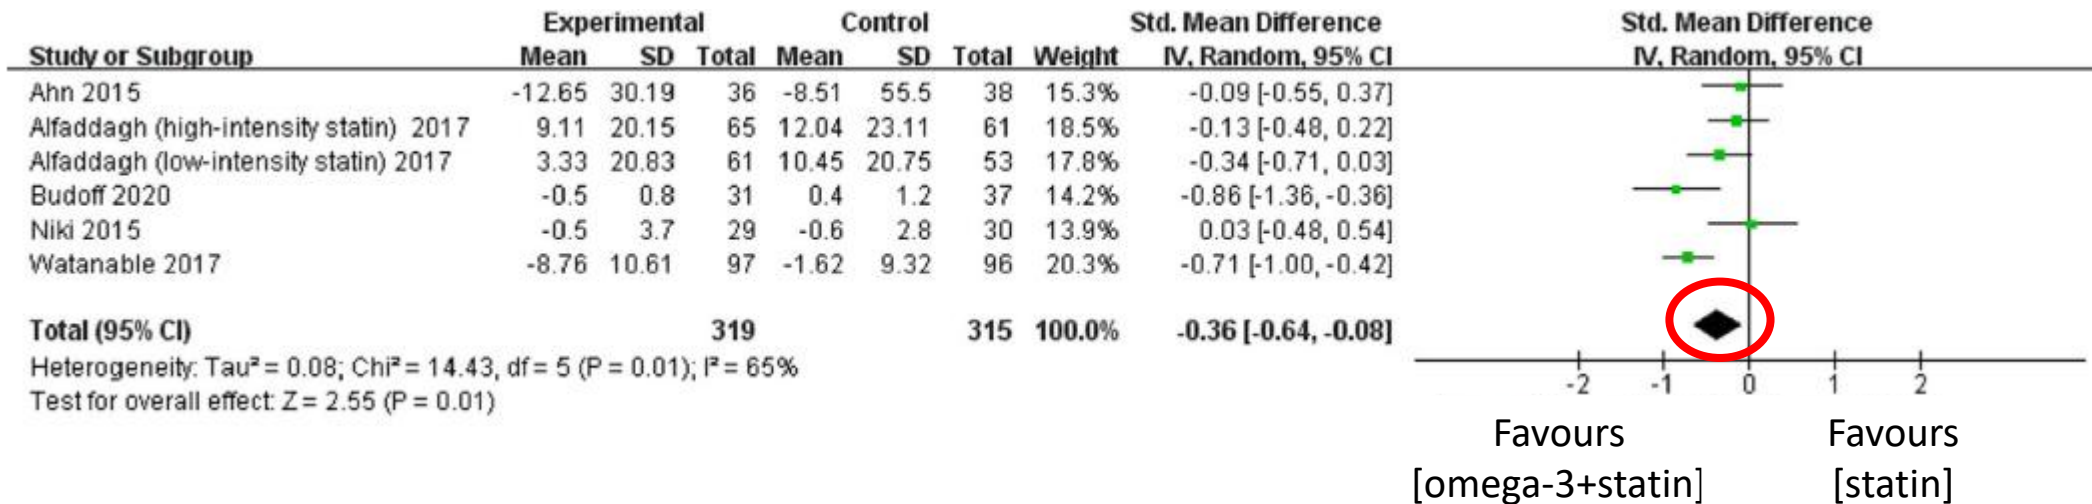 Experimental Control Std. Mean Difference Std. Mean Difference
Study or Subgroup Mean SD Total Mean SD Total Weight IV, Random, 95% CI IV, Random, 95% CI
Ahn 2015 -12.65 30.19 36 -8.51 55.5 38 15.3% -0.09 [-0.55, 0.37]
Alfaddagh (high-intensity statin) 2017 9.11 20.15 65 12.04 23.11 61 18.5% -0.13 [-0.48, 0.22]
Alfaddagh (low-intensity statin) 2017 3.33 20.83 61 10.45 20.75 53 17.8% -0.34 [-0.71, 0.03]
Budoff 2020 -0.5 0.8 31 0.4 1.2 37 14.2% -0.86 [-1.36, -0.36]
Niki 2015 -0.5 3.7 29 -0.6 2.8 30 13.9% 0.03 [-0.48, 0.54]
Watanable 2017 -8.76 10.61 97 -1.62 9.32 96 20.3% -0.71 [-1.00, -0.42]
Total (95% CI) 319 315 100.0% -0.36 [-0.64, -0.08]
Heterogeneity: Tau² = 0.08; Chi² = 14.43, df = 5 (P = 0.01); I² = 65%
Test for overall effect: Z = 2.55 (P = 0.01)
-2 -1 0 1 2
Favours Favours
[omega-3+statin] [statin]